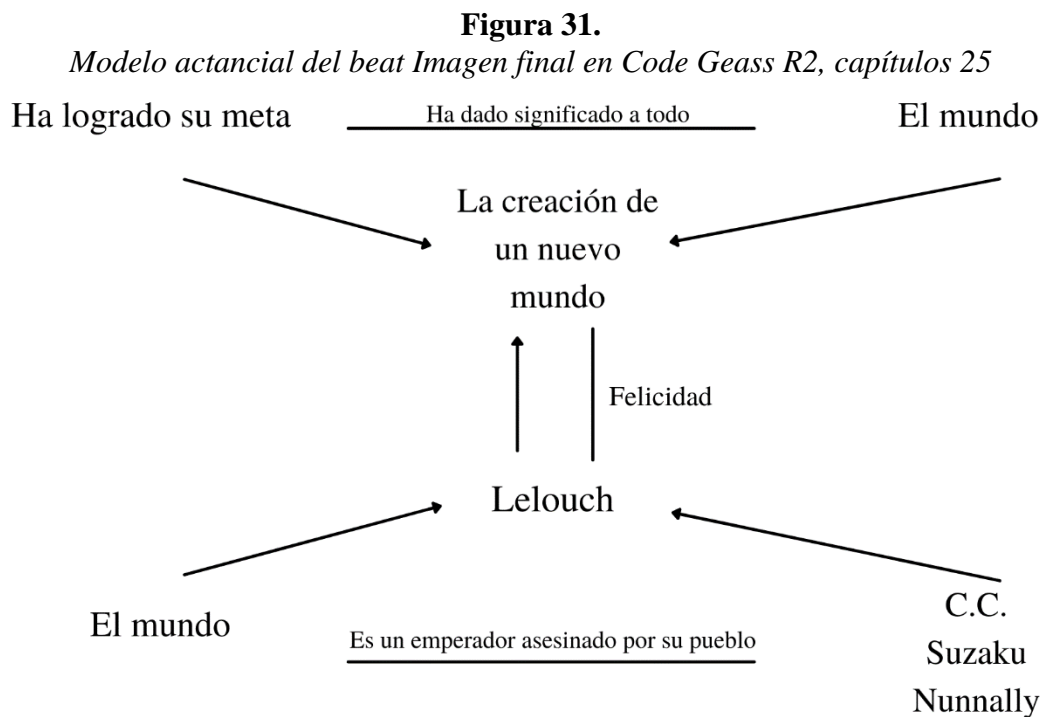 Figura 31.
Modelo actancial del beat Imagen final en Code Geass R2, capítulos 25
Ha logrado su meta
Ha dado significado a todo
El mundo
La creación de
un nuevo
mundo
Felicidad
Lelouch
El mundo
Es un emperador asesinado por su pueblo
C.C.
Suzaku
Nunnally